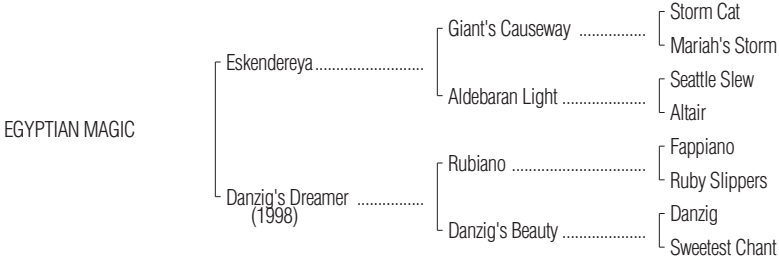 Storm Cat
Giant's Causeway ................
Mariah's Storm
Eskendereya..........................
Seattle Slew
Aldebaran Light ....................
Altair
EGYPTIAN MAGIC
Fappiano
Rubiano ................................
Ruby Slippers
Danzig's Dreamer ................
(1998)
Danzig
Danzig's Beauty ....................
Sweetest Chant